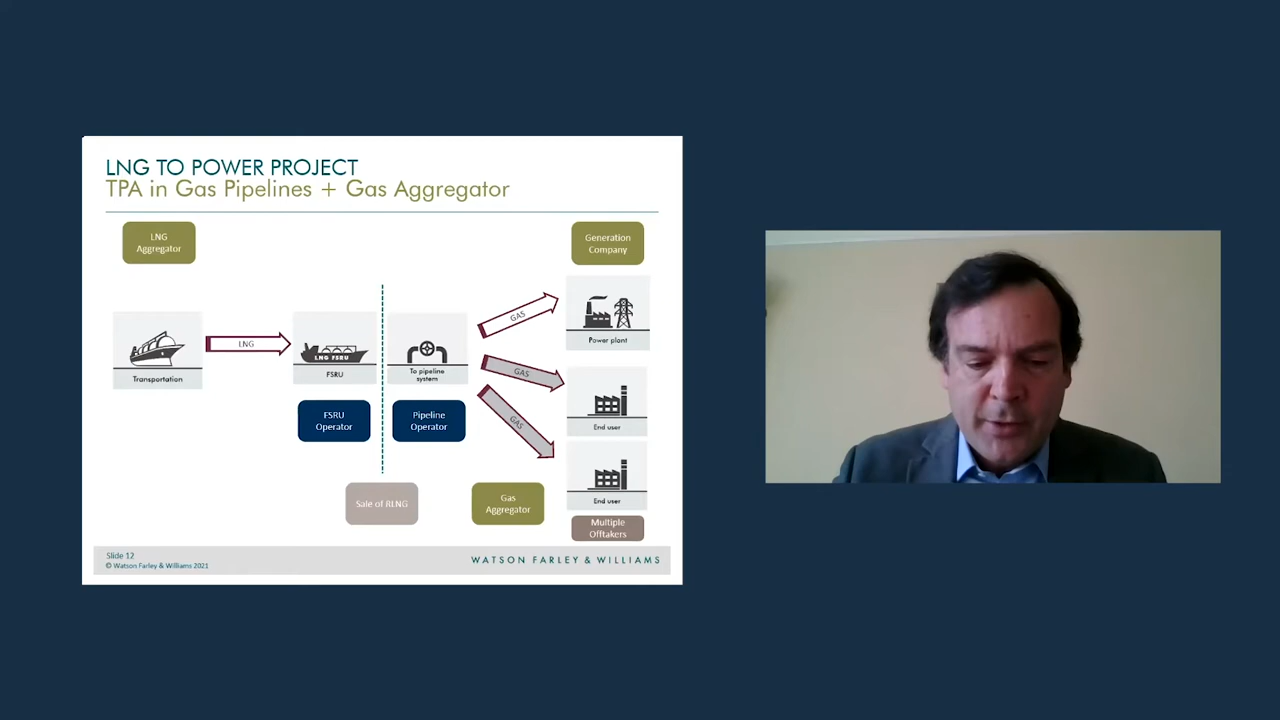 LNG TO POWER PROJECT
TPA in Gas Pipelines + Gas Aggregator
LNG
Aggregator
Generation
Company
Transportation
LNG
LNG FSRU
FSRU
To pipeline
system
GAS
GAS
GAS
Power plant
End user
End user
FSRU
Operator
Pipeline
Operator
Sale of RLNG
Gas
Aggregator
Multiple
Offtakers
Slide 12
© Watson Farley & Williams 2021
WATSON FARLEY & WILLIAMS